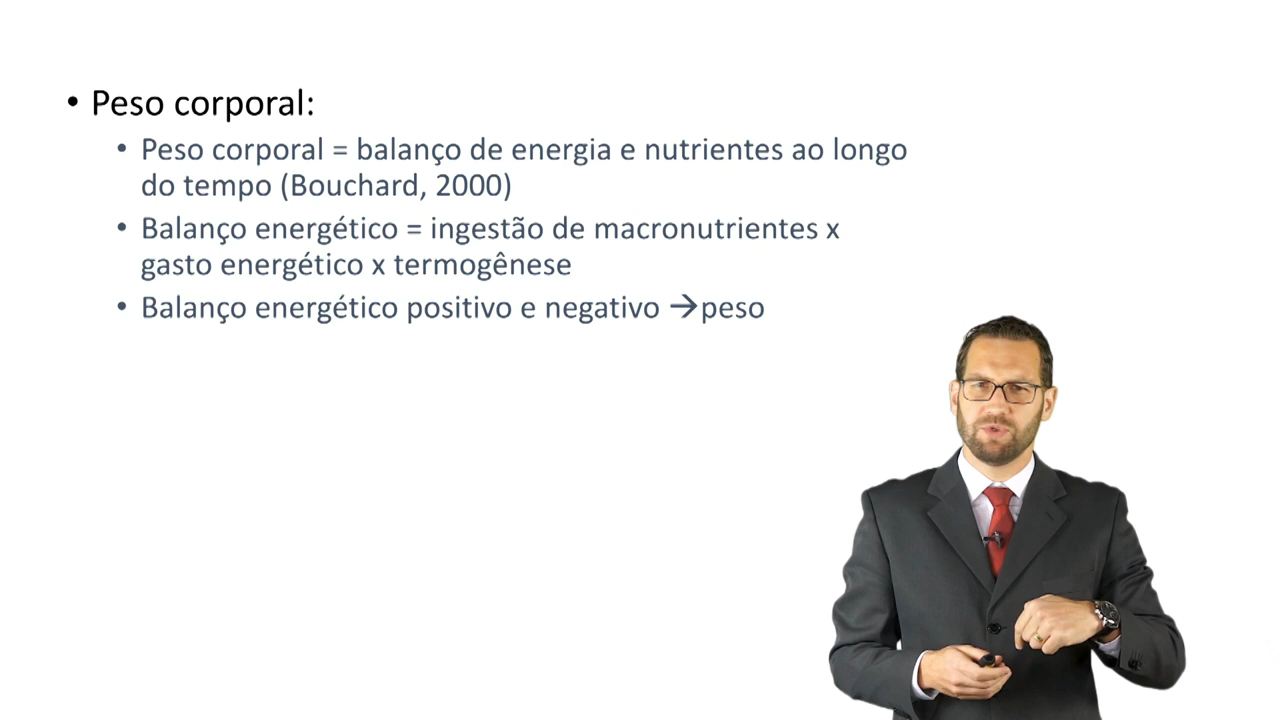 • Peso corporal:
• Peso corporal = balanço de energia e nutrientes ao longo
do tempo (Bouchard, 2000)
• Balanço energético = ingestão de macronutrientes x
gasto energético x termogênese
• Balanço energético positivo e negativo →peso